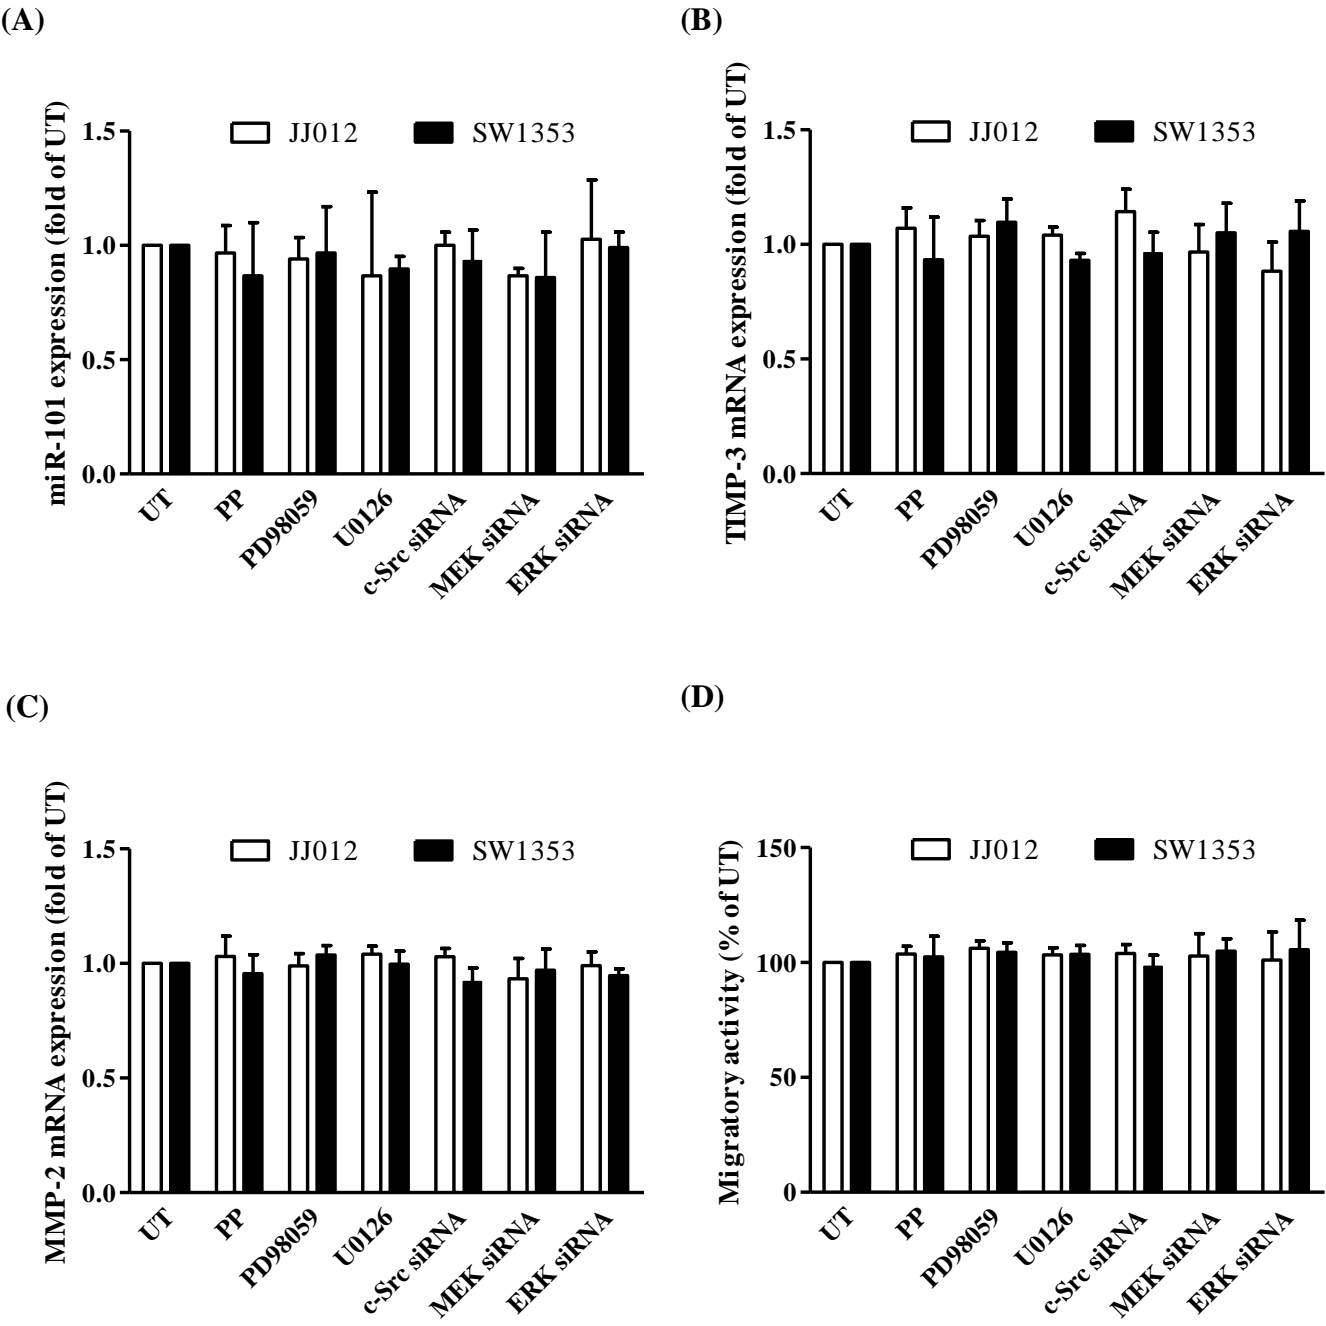 (A)
miR-101 expression (fold of UT)
JJ012
SW1353
1.5
1.0
0.5
0.0
UT
PP
PD98059
U0126
c-Src siRNA
MEK siRNA
ERK siRNA
(B)
TIMP-3 mRNA expression (fold of UT)
JJ012
SW1353
1.5
1.0
0.5
0.0
UT
PP
PD98059
U0126
c-Src siRNA
MEK siRNA
ERK siRNA
(C)
MMP-2 mRNA expression (fold of UT)
JJ012
SW1353
1.5
1.0
0.5
0.0
UT
PP
PD98059
U0126
c-Src siRNA
MEK siRNA
ERK siRNA
(D)
Migratory activity (% of UT)
JJ012
SW1353
150
100
50
0
UT
PP
PD98059
U0126
c-Src siRNA
MEK siRNA
ERK siRNA